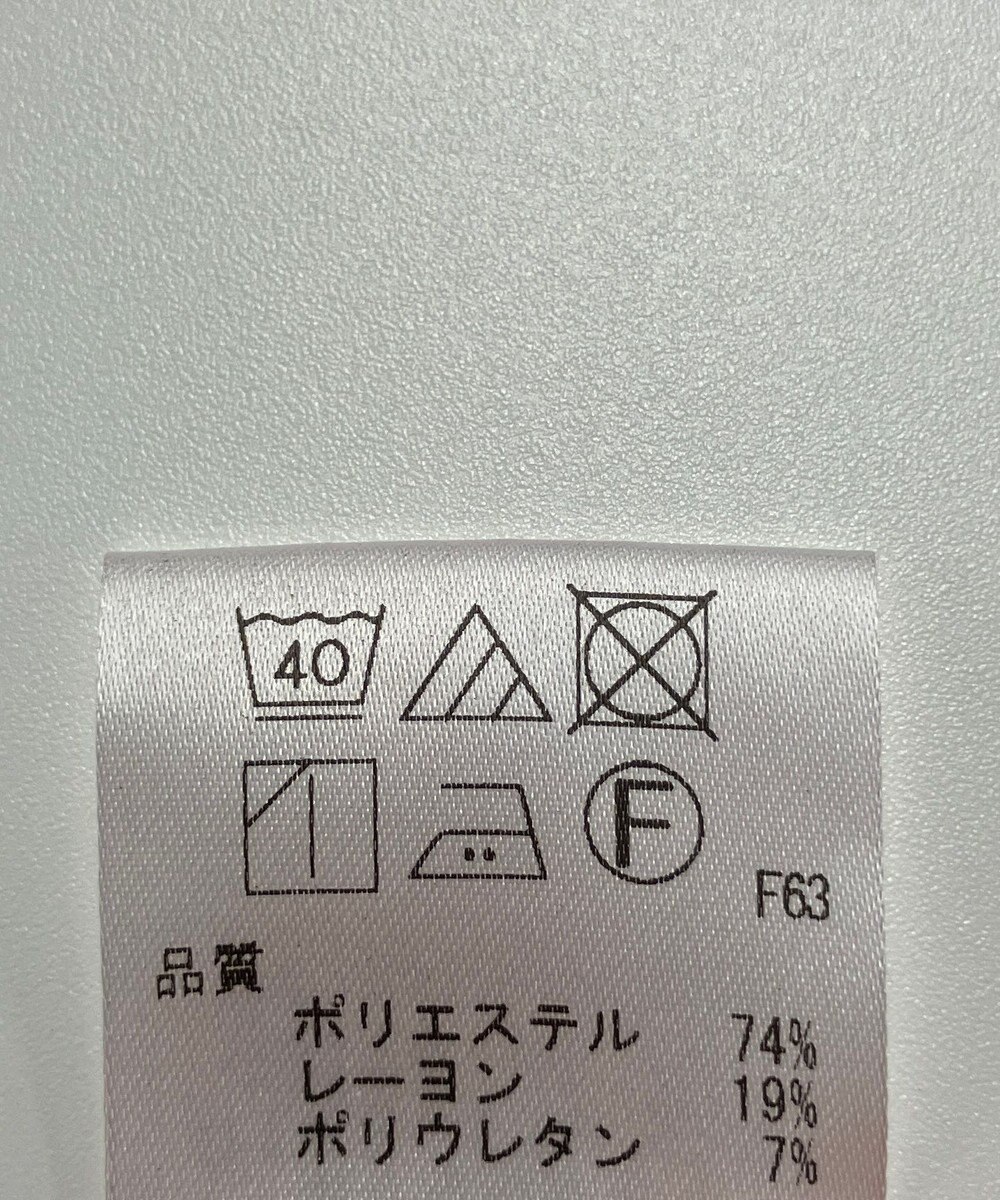 40
F
F63
品質
ポリエステル 74%
レーヨン 19%
ポリウレタン 7%